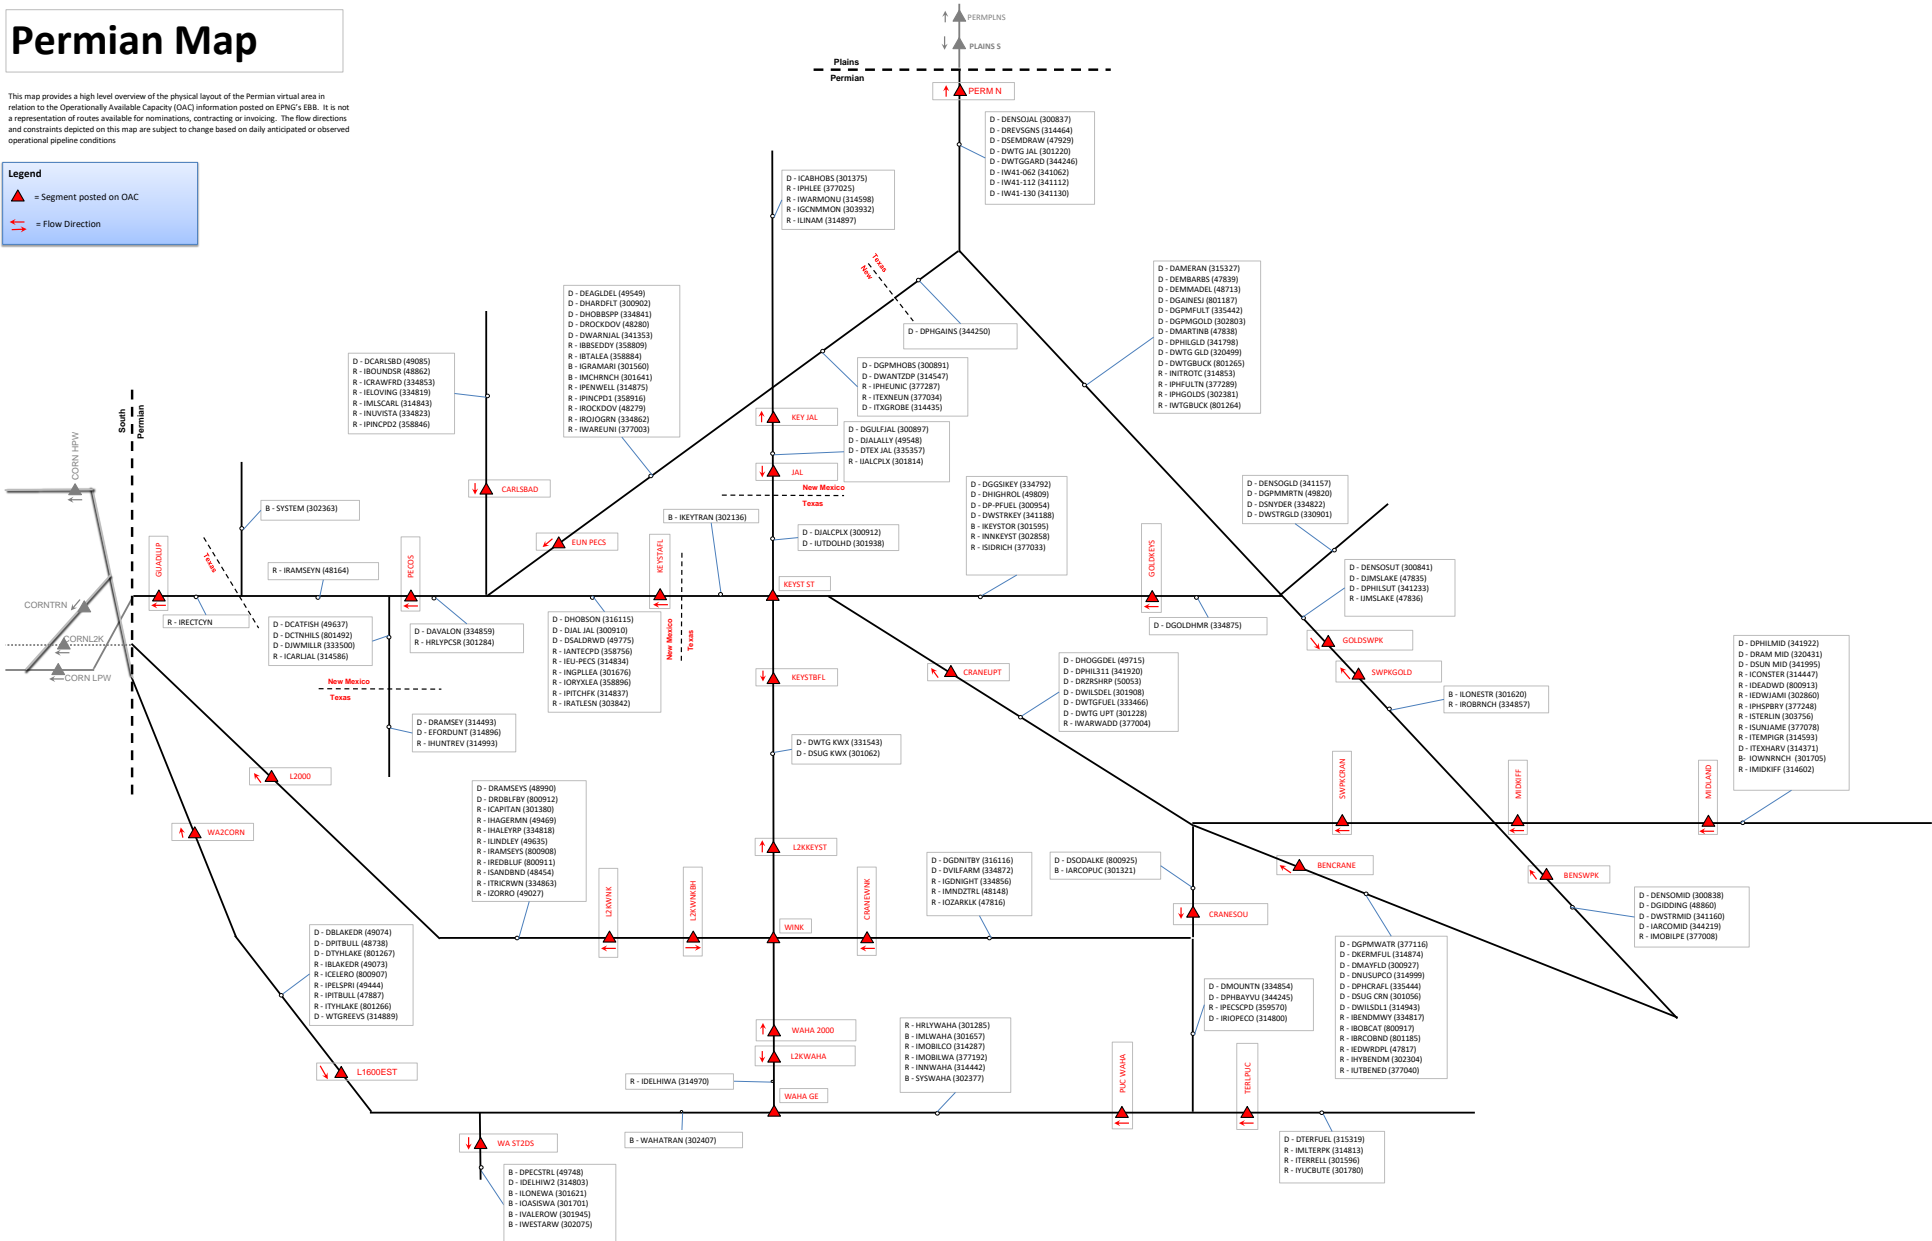 Permian Map
This map provides a high level overview of the physical layout of the Permian virtual area in
relation to the Operationally Available Capacity (OAC) information posted on EPNG's EBB.  It is not
a representation of routes available for nominations, contracting or invoicing.  The flow directions
and constraints depicted on this map are subject to change based on daily anticipated or observed
operational pipeline conditions
Legend
= Segment posted on OAC
= Flow Direction
PERMPLNS
PLAINS S
Plains
Permian
PERM N
D - DENSOJAL (300837)
D - DREVSGNS (314464)
D - DSEMDRAW (47929)
D - DWTG JAL (301220)
D - DWTGGARD (344246)
D - IW41-062 (341062)
D - IW41-112 (341112)
D - IW41-130 (341130)
D - ICABHOBS (301375)
R - IPHLEE (377025)
R - IWARMONU (314598)
R - IGCNMMON (303932)
R - ILINAM (314897)
Texas
New
D - DPHGAINS (344250)
D - DAMERAN (315327)
D - DEMBARBS (47839)
D - DEMMADEL (48713)
D - DGAINESJ (801187)
D - DGPMFULT (335442)
D - DGPMGOLD (302803)
D - DMARTINB (47838)
D - DPHILGLD (341798)
D - DWTG GLD (320499)
D - DWTGBUCK (801265)
R - INITROTC (314853)
R - IPHFULTN (377289)
R - IPHGOLDS (302381)
R - IWTGBUCK (801264)
D - DEAGLDEL (49549)
D - DHARDFLT (300902)
D - DHOBBSPP (334841)
D - DROCKDOV (48280)
D - DWARNJAL (341353)
R - IBBSEDDY (358809)
R - IBTALEA (358884)
B - IGRAMARI (301560)
B - IMCHRNCH (301641)
R - IPENWELL (314875)
R - IPINCPD1 (358916)
R - IROCKDOV (48279)
R - IROJOGRN (334862)
R - IWAREUNI (377003)
D - DCARLSBD (49085)
R - IBOUNDSR (48862)
R - ICRAWFRD (334853)
R - IELOVING (334819)
R - IMLSCARL (314843)
R - INUVISTA (334823)
R - IPINCPD2 (358846)
D - DGPMHOBS (300891)
D - DWANTZDP (314547)
R - IPHEUNIC (377287)
R - ITEXNEUN (377034)
D - ITXGROBE (314435)
KEY JAL
D - DGULFJAL (300897)
D - DJALALLY (49548)
D - DTEX JAL (335357)
R - IJALCPLX (301814)
JAL
New Mexico
Texas
South
Permian
CORN HPW
CARLSBAD
B - SYSTEM (302363)
B - IKEYTRAN (302136)
D - DJALCPLX (300912)
D - IUTDOLHD (301938)
D - DGGSIKEY (334792)
D - DHIGHROL (49809)
D - DP-PFUEL (300954)
D - DWSTRKEY (341188)
B - IKEYSTOR (301595)
R - INNKEYST (302858)
R - ISIDRICH (377033)
D - DENSOGLD (341157)
D - DGPMMRTN (49820)
D - DSNYDER (334822)
D - DWSTRGLD (330901)
GUADLUP
Texas
R - IRAMSEYN (48164)
PECOS
EUN PECS
KEYSTAFL
KEYST ST
GOLDKEYS
D - DENSOSUT (300841)
D - DJMSLAKE (47835)
D - DPHILSUT (341233)
R - IJMSLAKE (47836)
CORNTRN
CORNL2K
CORN LPW
R - IRECTCYN
D - DCATFISH (49637)
D - DCTNHILS (801492)
D - DJWMILLR (333500)
R - ICARLJAL (314586)
D - DAVALON (334859)
R - HRLYPCSR (301284)
D - DHOBSON (316115)
D - DJAL JAL (300910)
D - DSALDRWD (49775)
R - IANTECPD (358756)
R - IEU-PECS (314834)
R - INGPLLEA (301676)
R - IORYXLEA (358896)
R - IPITCHFK (314837)
R - IRATLESN (303842)
New Mexico
Texas
D - DGOLDHMR (334875)
GOLDSWPK
SWPKGOLD
New Mexico
Texas
KEYSTBFL
CRANEUPT
D - DHOGGDEL (49715)
D - DPHIL311 (341920)
D - DRZRSHRP (50053)
D - DWILSDEL (301908)
D - DWTGFUEL (333466)
D - DWTG UPT (301228)
R - IWARWADD (377004)
B - ILONESTR (301620)
R - IROBRNCH (334857)
D - DPHILMID (341922)
D - DRAM MID (320431)
D - DSUN MID (341995)
R - ICONSTER (314447)
R - IDEADWD (800913)
R - IEDWJAMI (302860)
R - IPHSPBRY (377248)
R - ISTERLIN (303756)
R - ISUNJAME (377078)
R - ITEMPIGR (314593)
D - ITEXHARV (314371)
B- IOWNRNCH (301705)
R - IMIDKIFF (314602)
D - DRAMSEY (314493)
D - EFORDUNT (314896)
R - IHUNTREV (314993)
D - DWTG KWX (331543)
D - DSUG KWX (301062)
L2000
WA2CORN
D - DRAMSEYS (48990)
D - DRDBLFBY (800912)
R - ICAPITAN (301380)
R - IHAGERMN (49469)
R - IHALEYRP (334818)
R - ILINDLEY (49635)
R - IRAMSEYS (800908)
R - IREDBLUF (800911)
R - ISANDBND (48454)
R - ITRICRWN (334863)
R - IZORRO (49027)
SWPKCRAN
MIDKIFF
MIDLAND
L2KKEYST
D - DGDNITBY (316116)
D - DVILFARM (334872)
R - IGDNIGHT (334856)
R - IMNDZTRL (48148)
R - IOZARKLK (47816)
D - DSODALKE (800925)
B - IARCOPUC (301321)
BENCRANE
BENSWPK
L2KWNK
L2KWNKBH
WINK
CRANEWNK
CRANESOU
D - DENSOMID (300838)
D - DGIDDING (48860)
D - DWSTRMID (341160)
D - IARCOMID (344219)
R - IMOBILPE (377008)
D - DBLAKEDR (49074)
D - DPITBULL (48738)
D - DTYHLAKE (801267)
R - IBLAKEDR (49073)
R - ICELERO (800907)
R - IPELSPRI (49444)
R - IPITBULL (47887)
R - ITYHLAKE (801266)
D - WTGREEVS (314889)
D - DGPMWATR (377116)
D - DKERMFUL (314874)
D - DMAYFLD (300927)
D - DNUSUPCO (314999)
D - DPHCRAFL (335444)
D - DSUG CRN (301056)
D - DWILSDL1 (314943)
R - IBENDMWY (334817)
R - IBOBCAT (800917)
R - IBRCOBND (801185)
R - IEDWRDPL (47817)
R - IHYBENDM (302304)
R - IUTBENED (377040)
D - DMOUNTN (334854)
D - DPHBAYVU (344245)
R - IPECSCPD (359570)
D - IRIOPECO (314800)
WAHA 2000
L2KWAHA
R - HRLYWAHA (301285)
B - IMLWAHA (301657)
R - IMOBILCO (314287)
R - IMOBILWA (377192)
R - INNWAHA (314442)
B - SYSWAHA (302377)
PUC WAHA
TERLPUC
L1600EST
R - IDELHIWA (314970)
WAHA GE
WA ST2DS
B - WAHATRAN (302407)
D - DTERFUEL (315319)
R - IMLTERPK (314813)
R - ITERRELL (301596)
R - IYUCBUTE (301780)
B - DPECSTRL (49748)
D - IDELHIW2 (314803)
B - ILONEWA (301621)
B - IOASISWA (301701)
B - IVALEROW (301945)
B - IWESTARW (302075)